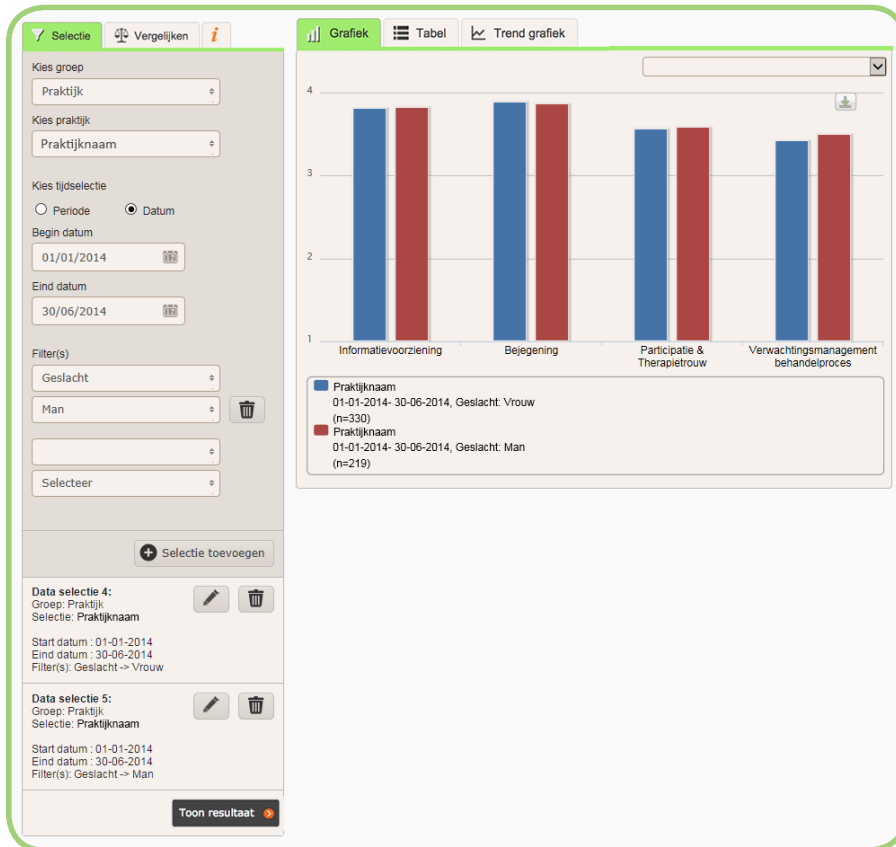 Selectie
Vergelijken
i
Kies groep
Praktijk
Kies praktijk
Praktijknaam
Kies tijdselectie
Periode
Datum
Begin datum
01/01/2014
Eind datum
30/06/2014
Filter(s)
Geslacht
Man
Selecteer
Selectie toevoegen
Data selectie 4:
Groep: Praktijk
Selectie: Praktijknaam
Start datum : 01-01-2014
Eind datum : 30-06-2014
Filter(s): Geslacht -> Vrouw
Data selectie 5:
Groep: Praktijk
Selectie: Praktijknaam
Start datum : 01-01-2014
Eind datum : 30-06-2014
Filter(s): Geslacht -> Man
Toon resultaat
Grafiek
Tabel
Trend grafiek
4
3
2
1
Informatievoorziening
Bejegening
Participatie &
Therapietrouw
Verwachtingsmanagement
behandelproces
Praktijknaam
01-01-2014- 30-06-2014, Geslacht: Vrouw
(n=330)
Praktijknaam
01-01-2014- 30-06-2014, Geslacht: Man
(n=219)